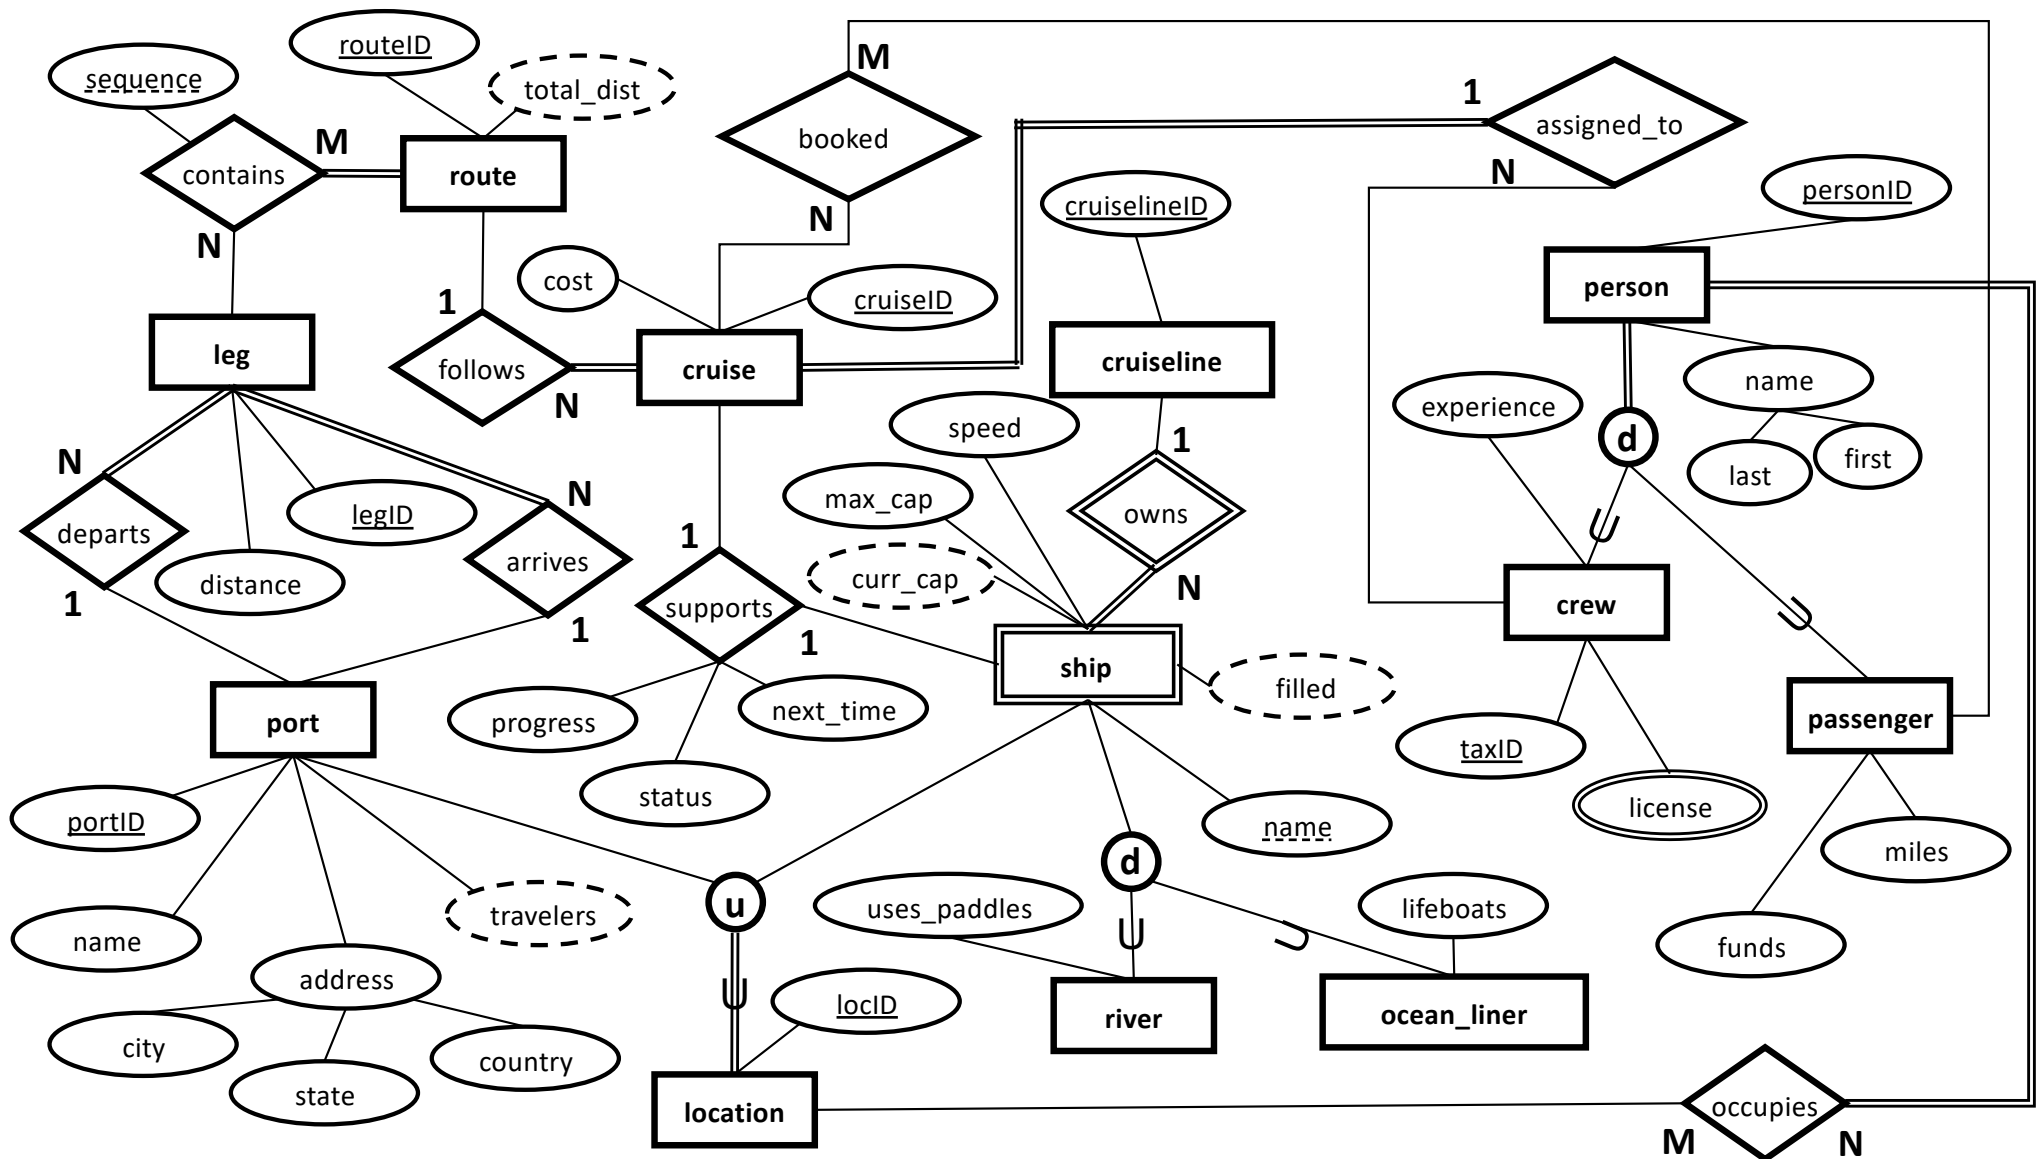 routeID
sequence
total_dist
M
M
1
booked
assigned_to
contains
route
N
personID
N
N
cruiselineID
cost
cruiseID
person
1
leg
follows
cruise
cruiseline
name
N
experience
speed
1
d
last
first
N
N
max_cap
legID
departs
owns
1
arrives
curr_cap
distance
N
1
supports
crew
1
1
ship
filled
port
progress
next_time
passenger
taxID
status
license
portID
name
miles
d
u
uses_paddles
lifeboats
travelers
name
funds
address
locID
river
ocean_liner
city
country
state
location
occupies
M
N